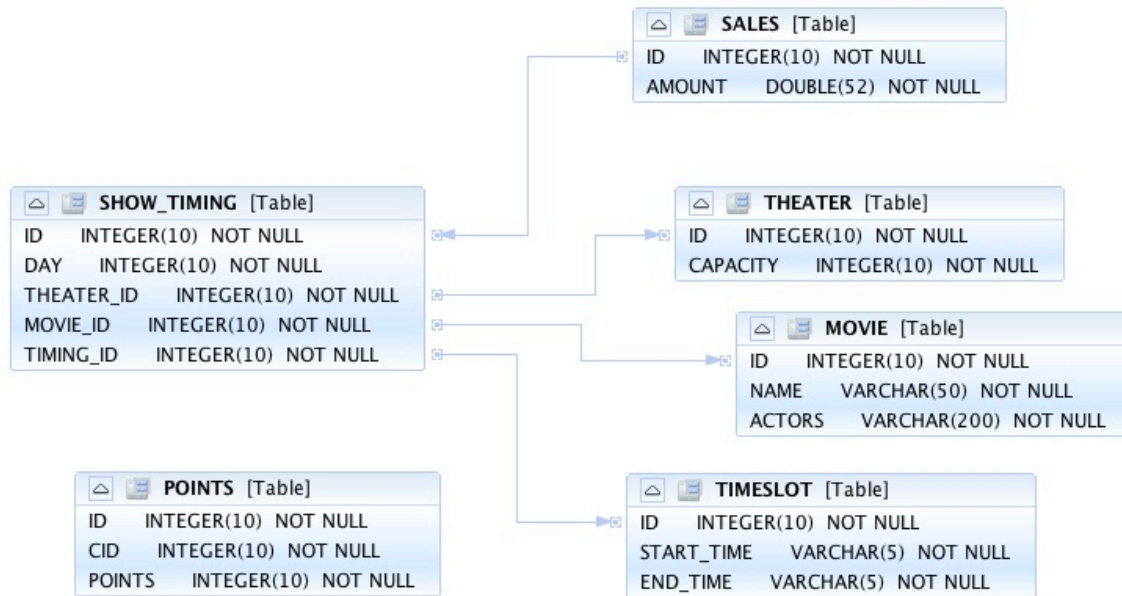 SALES [Table]
ID INTEGER(10) NOT NULL
AMOUNT DOUBLE(52) NOT NULL
SHOW_TIMING [Table]
ID INTEGER(10) NOT NULL
DAY INTEGER(10) NOT NULL
THEATER_ID INTEGER(10) NOT NULL
MOVIE_ID INTEGER(10) NOT NULL
TIMING_ID INTEGER(10) NOT NULL
THEATER [Table]
ID INTEGER(10) NOT NULL
CAPACITY INTEGER(10) NOT NULL
MOVIE [Table]
ID INTEGER(10) NOT NULL
NAME VARCHAR(50) NOT NULL
ACTORS VARCHAR(200) NOT NULL
POINTS [Table]
ID INTEGER(10) NOT NULL
CID INTEGER(10) NOT NULL
POINTS INTEGER(10) NOT NULL
TIMESLOT [Table]
ID INTEGER(10) NOT NULL
START_TIME VARCHAR(5) NOT NULL
END_TIME VARCHAR(5) NOT NULL